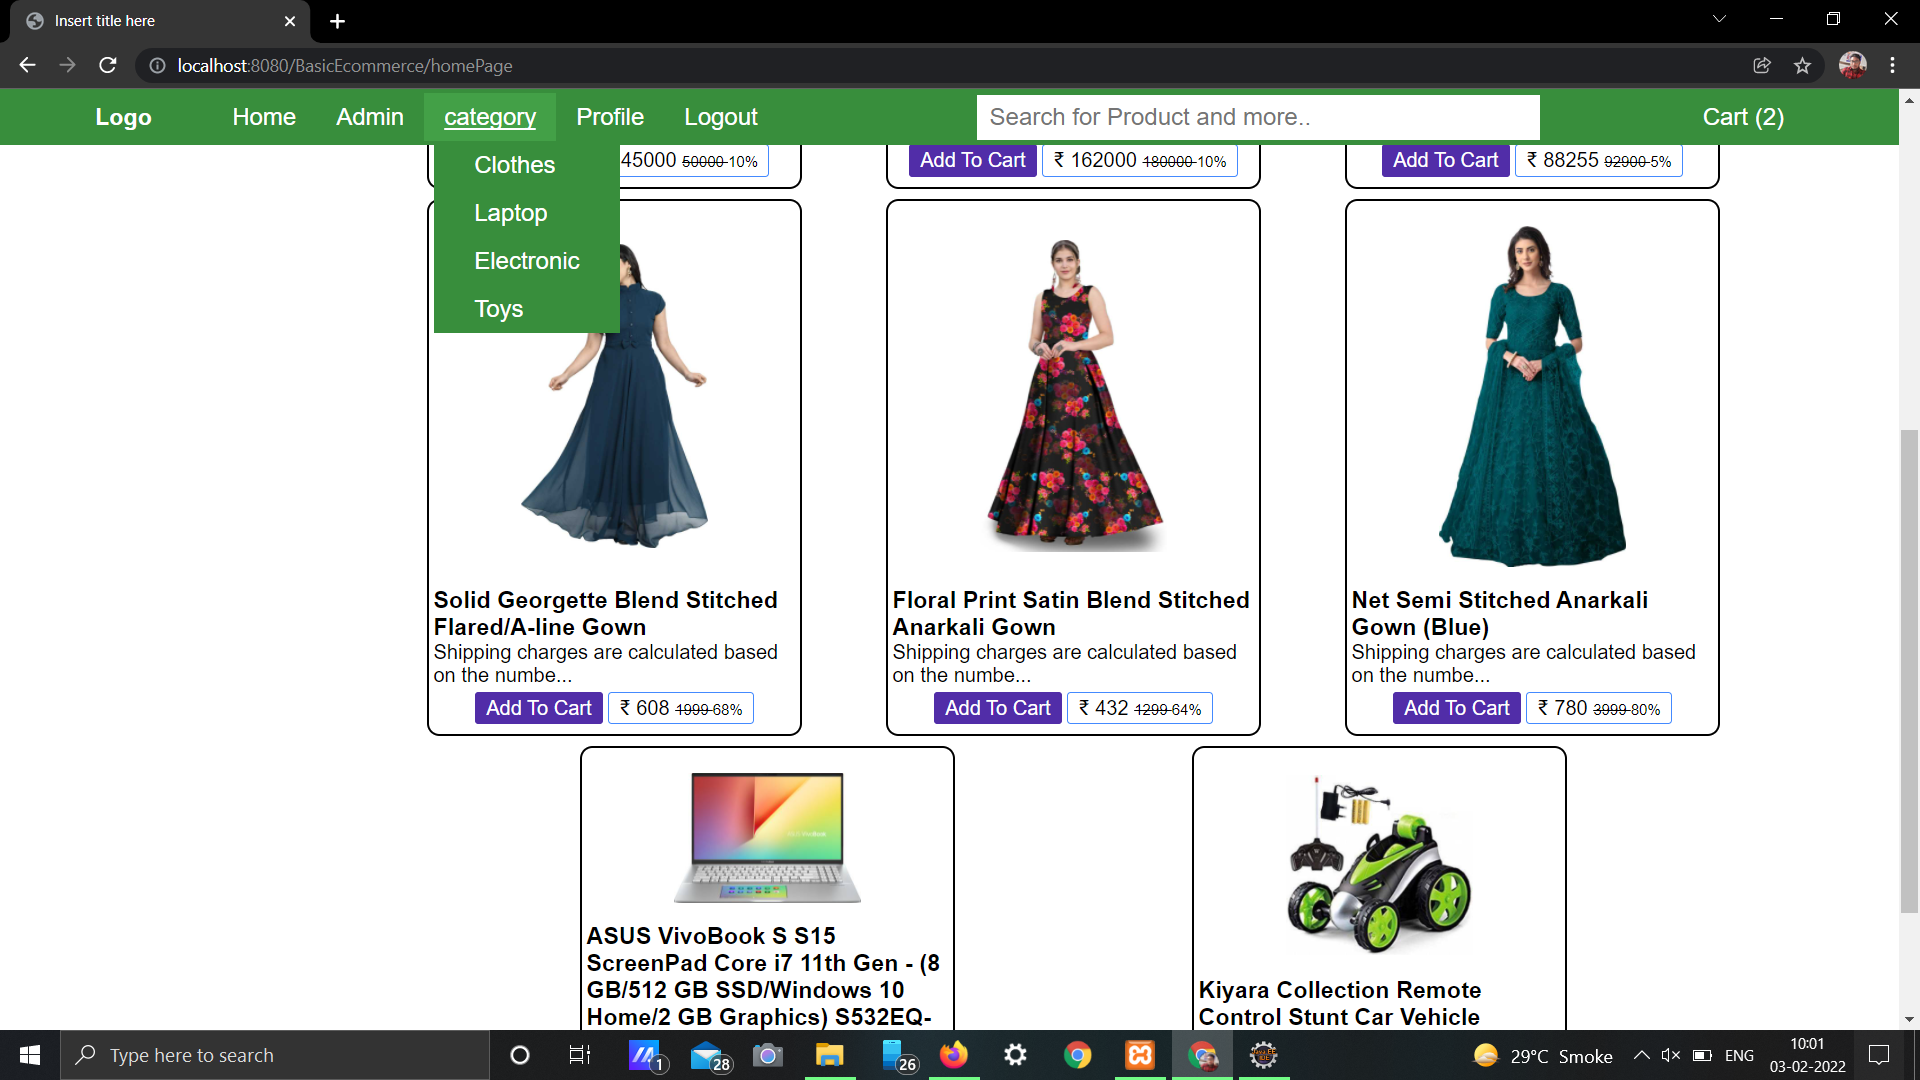 Insert title here
localhost:8080/BasicEcommerce/homePage
Logo Home Admin category Profile Logout Search for Product and more.. Cart (2)
Clothes
Laptop
Electronic
Toys
45000 50000-10%
Add To Cart ₹ 162000 180000-10%
Add To Cart ₹ 88255 92900-5%
Solid Georgette Blend Stitched
Flared/A-line Gown
Shipping charges are calculated based
on the numbe...
Add To Cart ₹ 608 1999-68%
Floral Print Satin Blend Stitched
Anarkali Gown
Shipping charges are calculated based
on the numbe...
Add To Cart ₹ 432 1299-64%
Net Semi Stitched Anarkali
Gown (Blue)
Shipping charges are calculated based
on the numbe...
Add To Cart ₹ 780 3999-80%
ASUS VivoBook S S15
ScreenPad Core i7 11th Gen - (8
GB/512 GB SSD/Windows 10
Home/2 GB Graphics) S532EQ-
Kiyara Collection Remote
Control Stunt Car Vehicle
Type here to search
1
28
26
29°C Smoke
ENG
10:01
03-02-2022